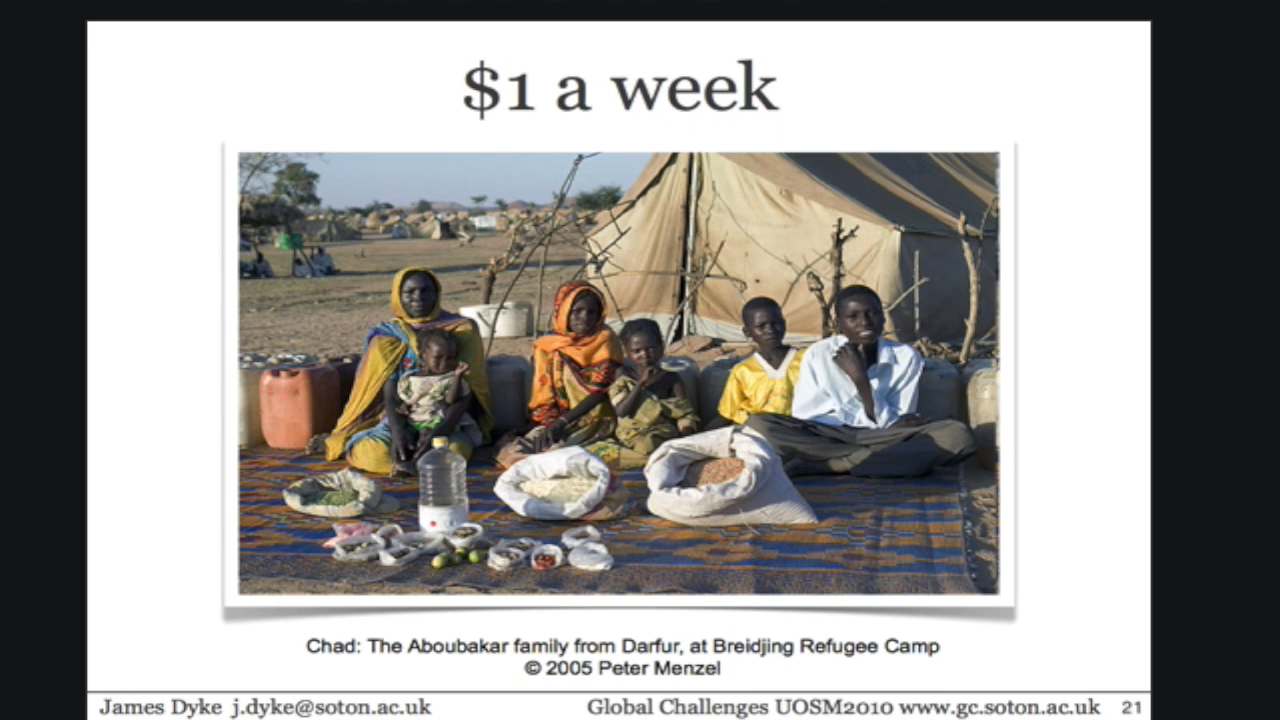 $1 a week
Chad: The Aboubakar family from Darfur, at Breidjing Refugee Camp
© 2005 Peter Menzel
James Dyke j.dyke@soton.ac.uk
Global Challenges UOSM2010 www.gc.soton.ac.uk 21